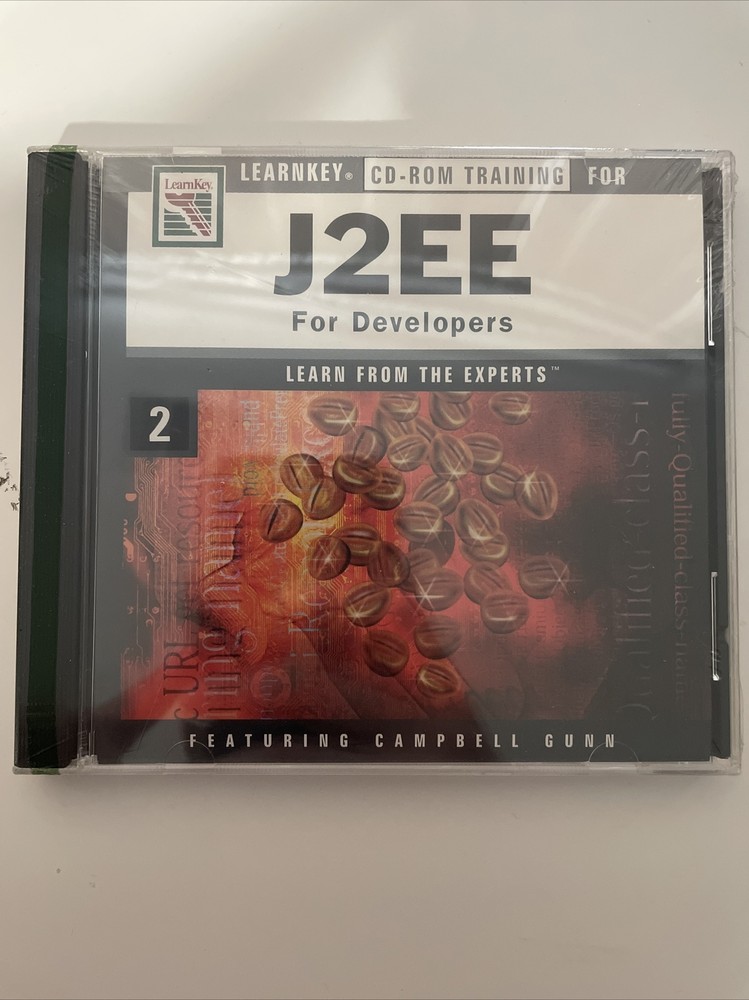 LearnKey.
LEARNKEY® CD-ROM TRAINING FOR
J2EE
For Developers
LEARN FROM THE EXPERTS™
2
URL
Fully-Qualified-class-
FEATURING CAMPBELL GUNN